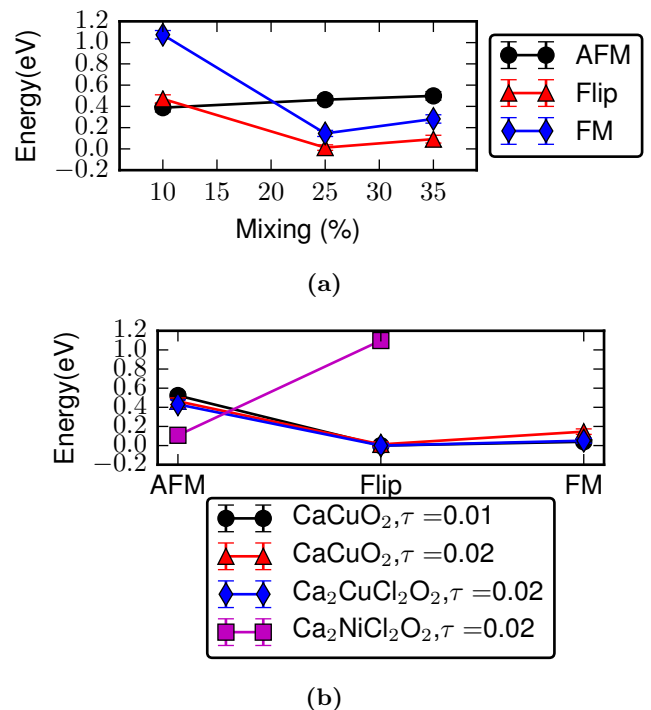 1.2
1.0
0.8
0.6
0.4
0.2
0.0
−0.2
Energy(eV)
10 15 20 25 30 35
Mixing (%)
AFM
Flip
FM
(a)
1.2
1.0
0.8
0.6
0.4
0.2
0.0
−0.2
Energy(eV)
AFM Flip FM
CaCuO₂,τ =0.01
CaCuO₂,τ =0.02
Ca₂CuCl₂O₂,τ =0.02
Ca₂NiCl₂O₂,τ =0.02
(b)